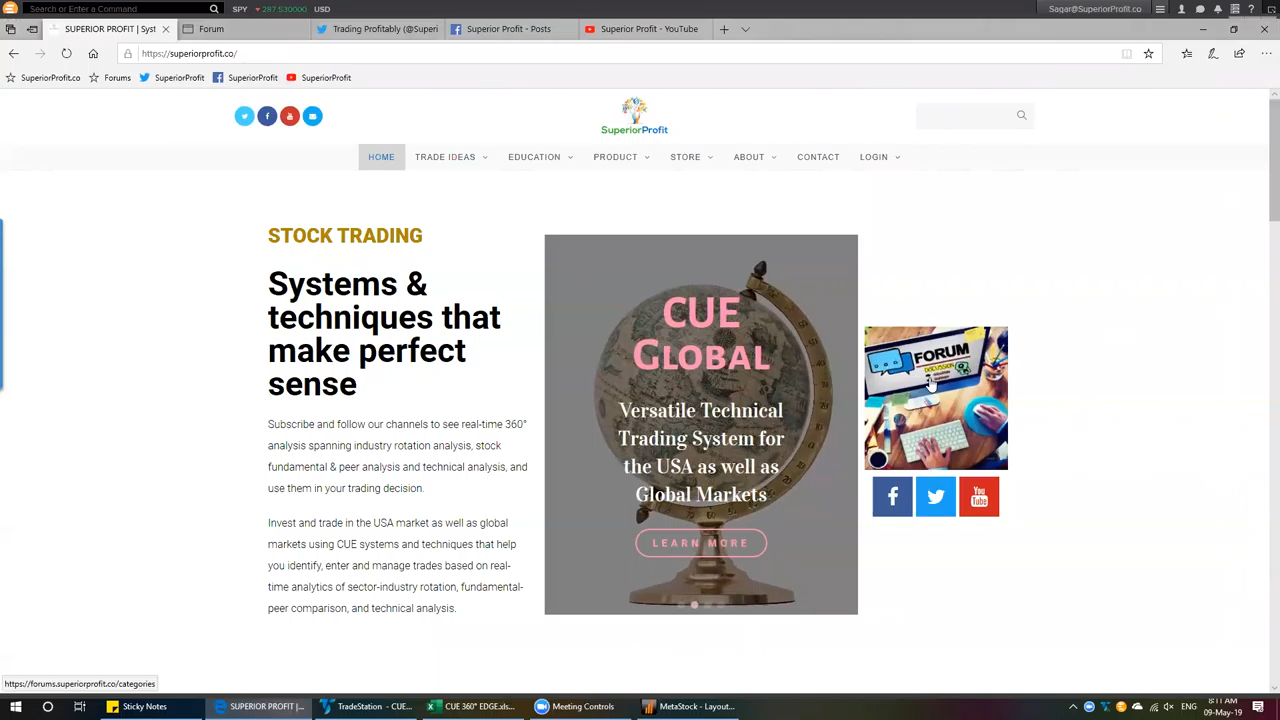 Search or Enter a Command
SPY
287.530000
USD
Saqar@SuperiorProfit.co
SUPERIOR PROFIT | Syst
Forum
Trading Profitably (@Superi
Superior Profit - Posts
Superior Profit - YouTube
https://superiorprofit.co/
SuperiorProfit.co
Forums
SuperiorProfit
SuperiorProfit
SuperiorProfit
SuperiorProfit
HOME
TRADE IDEAS
EDUCATION
PRODUCT
STORE
ABOUT
CONTACT
LOGIN
STOCK TRADING
Systems &
techniques that
make perfect
sense
Subscribe and follow our channels to see real-time 360°
analysis spanning industry rotation analysis, stock
fundamental & peer analysis and technical analysis, and
use them in your trading decision.
Invest and trade in the USA market as well as global
markets using CUE systems and techniques that help
you identify, enter and manage trades based on real-
time analytics of sector-industry rotation, fundamental-
peer comparison, and technical analysis.
CUE
GLOBAL
Versatile Technical
Trading System for
the USA as well as
Global Markets
LEARN MORE
FORUM
DISCUSSION
You
Tube
https://forums.superiorprofit.co/categories
Sticky Notes
SUPERIOR PROFIT |...
TradeStation - CUE...
CUE 360° EDGE.xls...
Meeting Controls
MetaStock - Layout...
8:11 AM
09-May-19